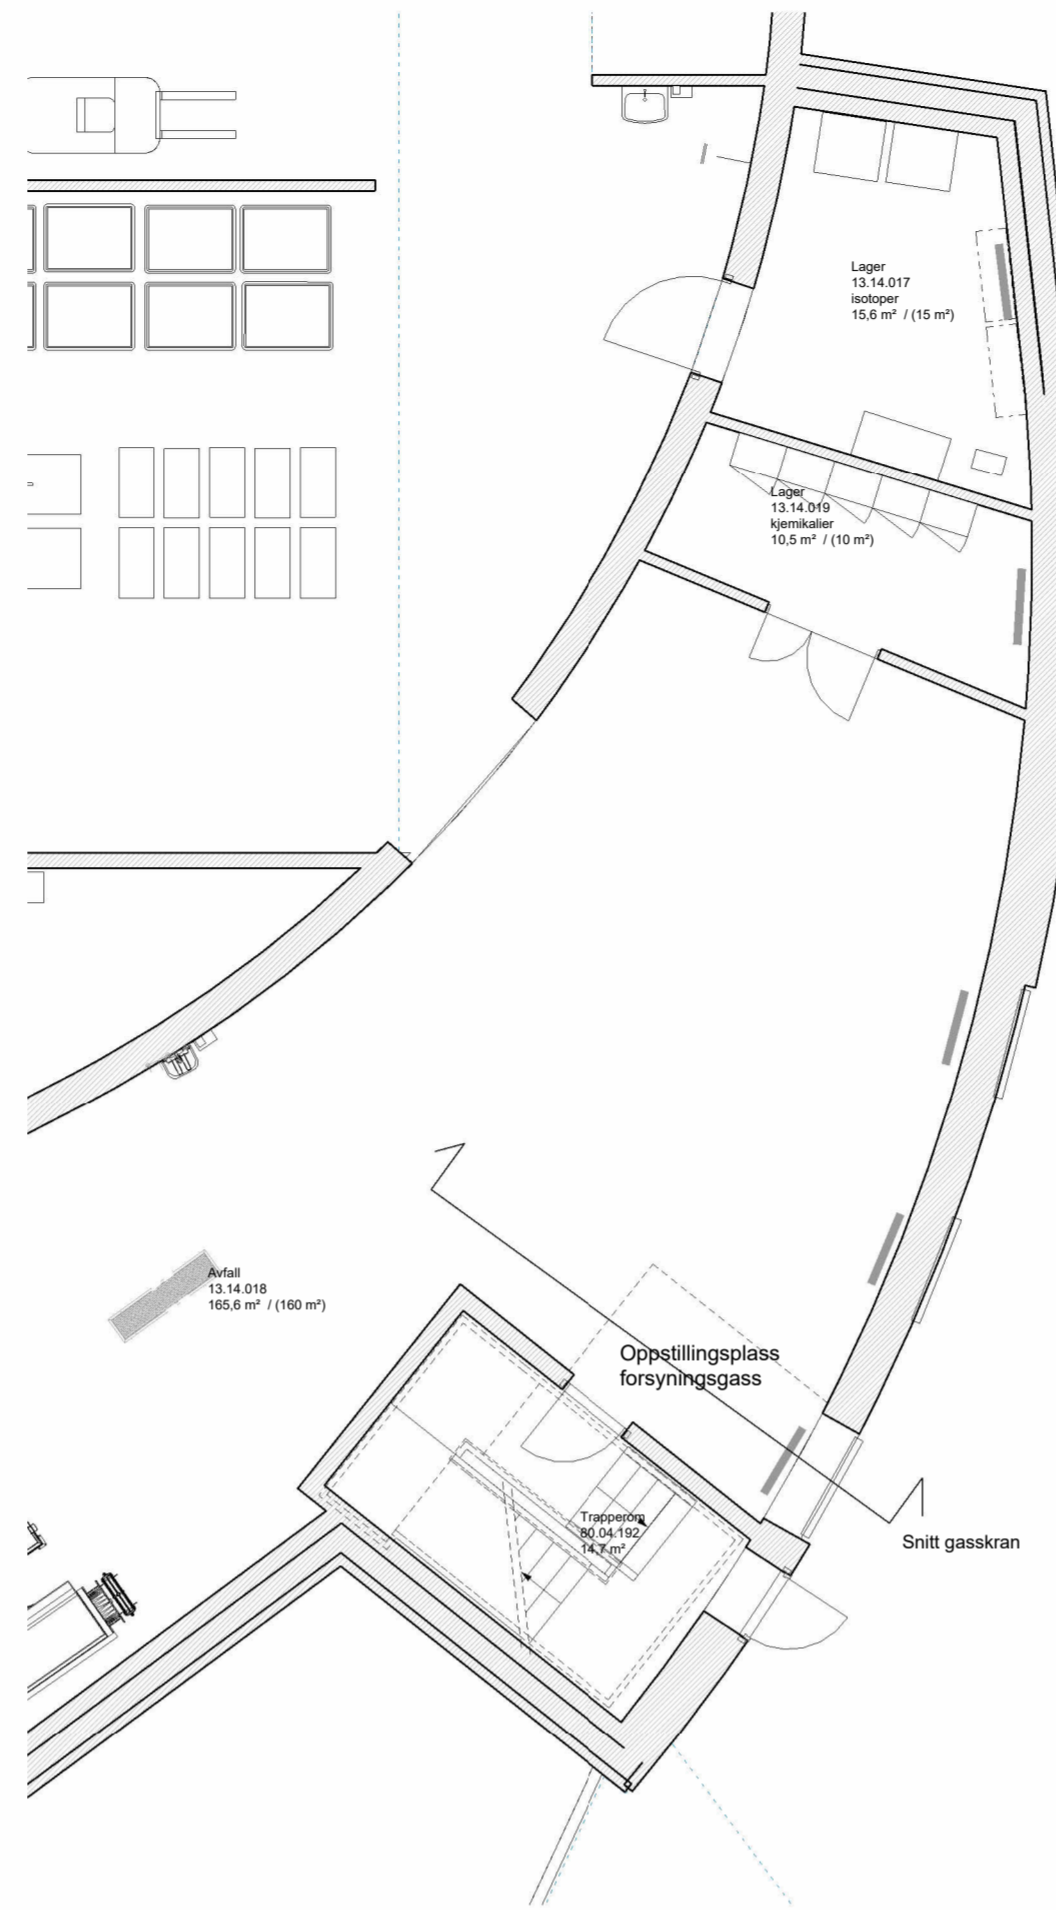 Lager
13.14.017
isotoper
15,6 m² / (15 m²)
Lager
13.14.019
kjemikalier
10,5 m² / (10 m²)
Avfall
13.14.018
165,6 m² / (160 m²)
Oppstillingsplass
forsyningsgass
Trapperom
80.04.192
14,7 m²
Snitt gasskran